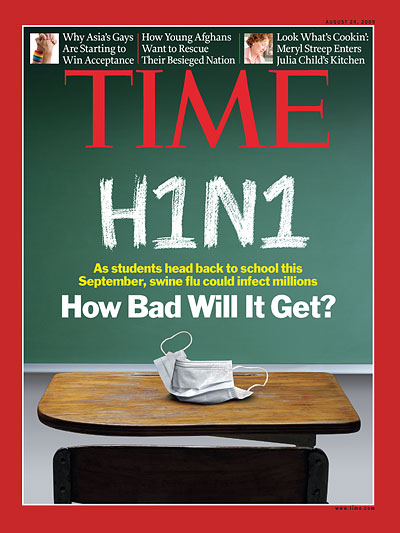 AUGUST 24, 2009
Why Asia's Gays
Are Starting to
Win Acceptance
How Young Afghans
Want to Rescue
Their Besieged Nation
Look What's Cookin':
Meryl Streep Enters
Julia Child's Kitchen
TIME
H1N1
As students head back to school this
September, swine flu could infect millions
How Bad Will It Get?
www.time.com